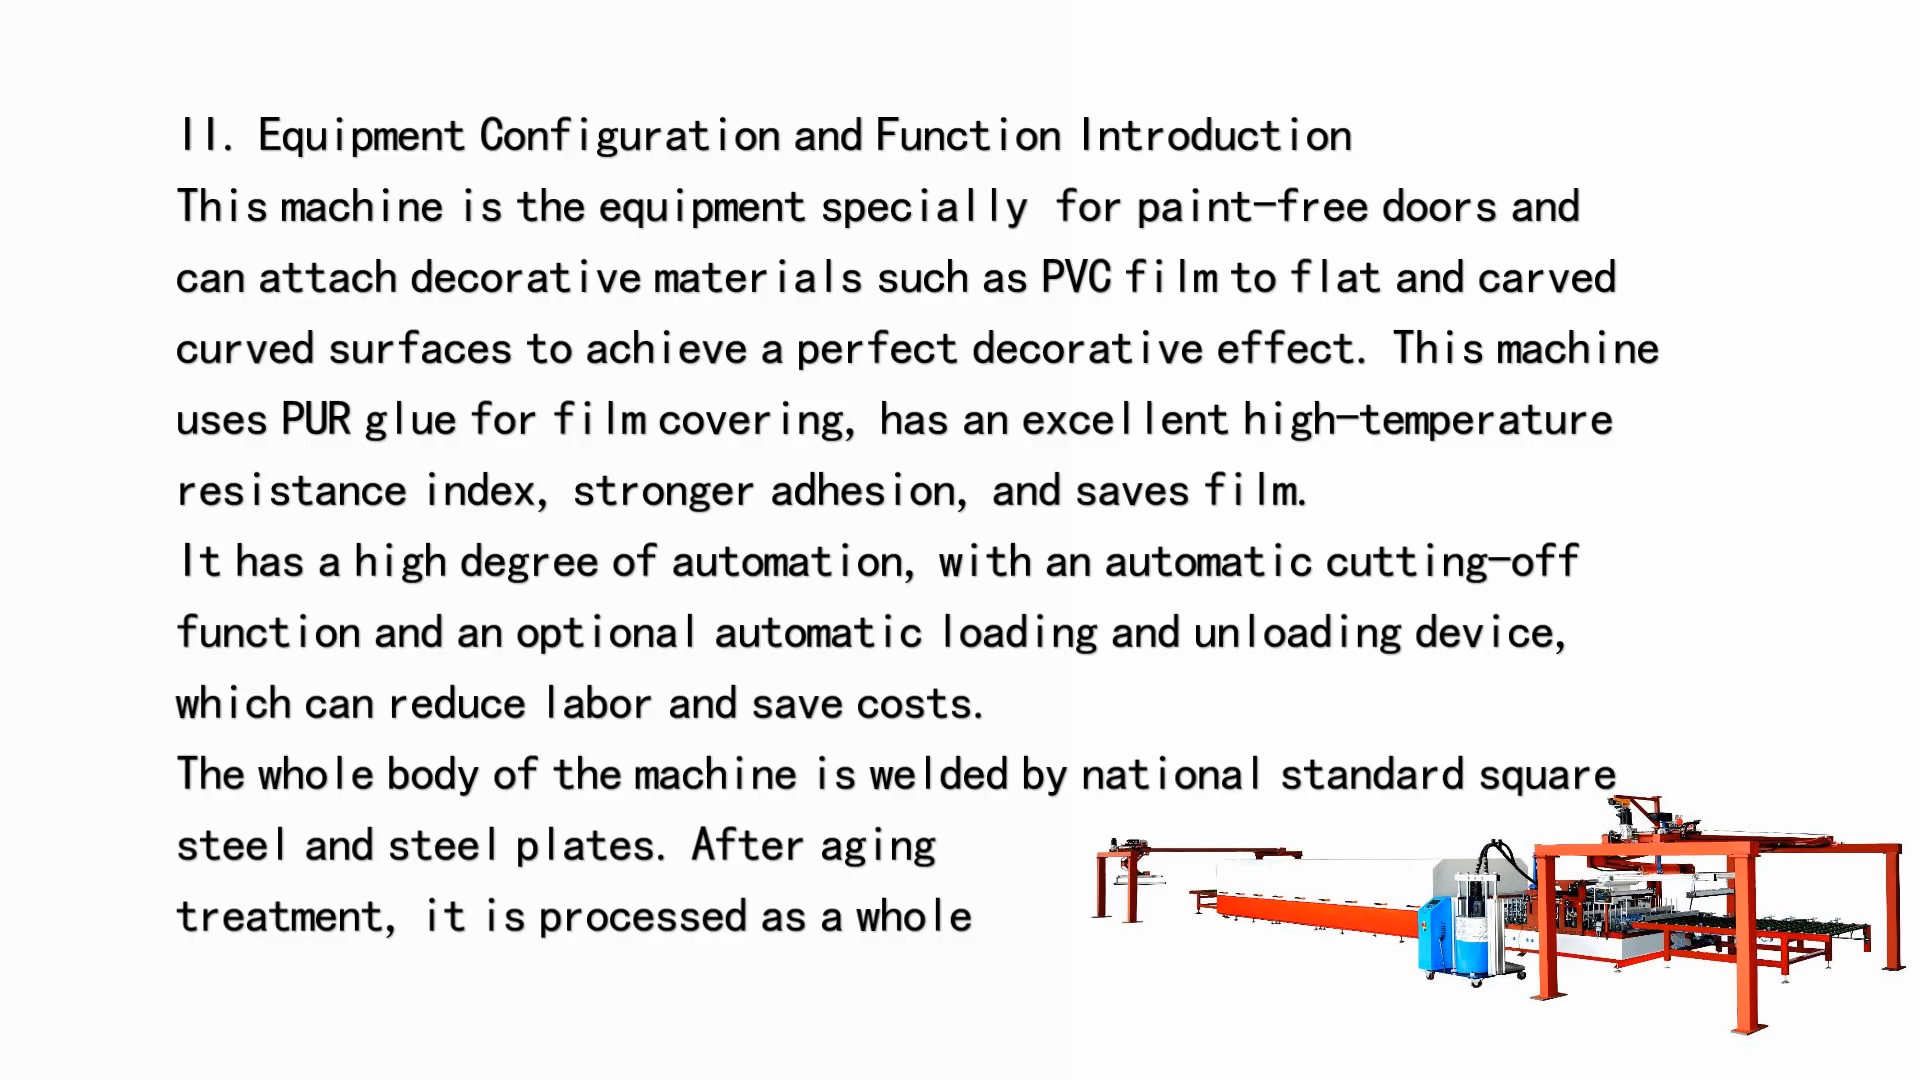 II. Equipment Configuration and Function Introduction
This machine is the equipment specially for paint-free doors and
can attach decorative materials such as PVC film to flat and carved
curved surfaces to achieve a perfect decorative effect. This machine
uses PUR glue for film covering, has an excellent high-temperature
resistance index, stronger adhesion, and saves film.
It has a high degree of automation, with an automatic cutting-off
function and an optional automatic loading and unloading device,
which can reduce labor and save costs.
The whole body of the machine is welded by national standard square
steel and steel plates. After aging
treatment, it is processed as a whole